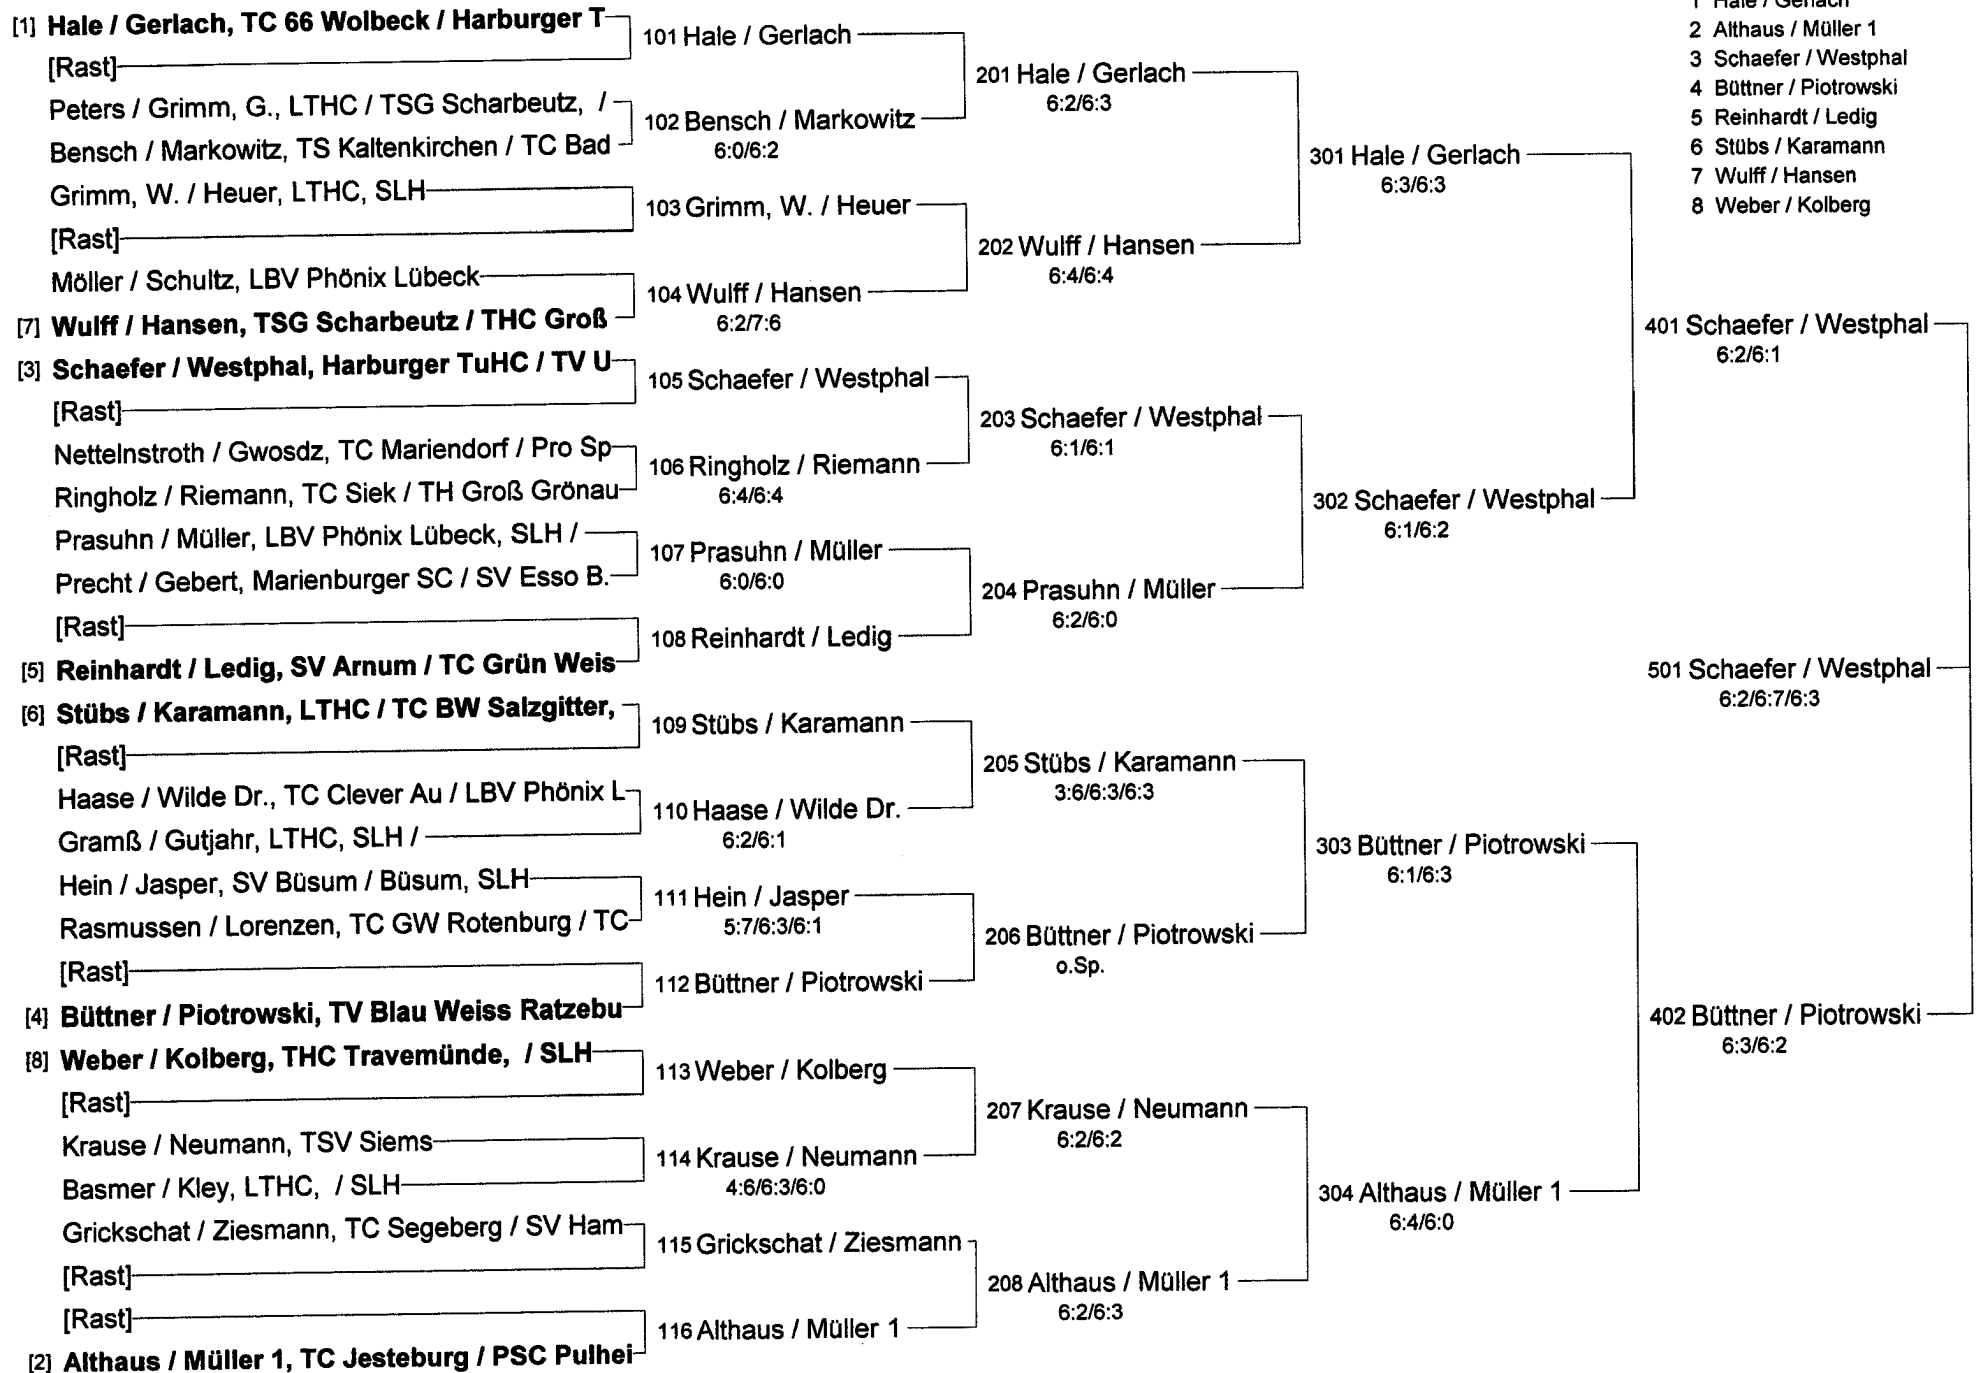 [1] Hale / Gerlach, TC 66 Wolbeck / Harburger T
[Rast]
Peters / Grimm, G., LTHC / TSG Scharbeutz, /
Bensch / Markowitz, TS Kaltenkirchen / TC Bad
Grimm, W. / Heuer, LTHC, SLH
[Rast]
Möller / Schultz, LBV Phönix Lübeck
[7] Wulff / Hansen, TSG Scharbeutz / THC Groß
[3] Schaefer / Westphal, Harburger TuHC / TV U
[Rast]
Nettelnstroth / Gwosdz, TC Mariendorf / Pro Sp
Ringholz / Riemann, TC Siek / TH Groß Grönau
Prasuhn / Müller, LBV Phönix Lübeck, SLH /
Precht / Gebert, Marienburger SC / SV Esso B.
[Rast]
[5] Reinhardt / Ledig, SV Arnum / TC Grün Weis
[6] Stübs / Karamann, LTHC / TC BW Salzgitter,
[Rast]
Haase / Wilde Dr., TC Clever Au / LBV Phönix L
Gramß / Gutjahr, LTHC, SLH /
Hein / Jasper, SV Büsum / Büsum, SLH
Rasmussen / Lorenzen, TC GW Rotenburg / TC
[Rast]
[4] Büttner / Piotrowski, TV Blau Weiss Ratzebu
[8] Weber / Kolberg, THC Travemünde, / SLH
[Rast]
Krause / Neumann, TSV Siems
Basmer / Kley, LTHC, / SLH
Grickschat / Ziesmann, TC Segeberg / SV Ham
[Rast]
[Rast]
[2] Althaus / Müller 1, TC Jesteburg / PSC Pulhei
101 Hale / Gerlach
102 Bensch / Markowitz
6:0/6:2
103 Grimm, W. / Heuer
104 Wulff / Hansen
6:2/7:6
105 Schaefer / Westphal
106 Ringholz / Riemann
6:4/6:4
107 Prasuhn / Müller
6:0/6:0
108 Reinhardt / Ledig
109 Stübs / Karamann
110 Haase / Wilde Dr.
6:2/6:1
111 Hein / Jasper
5:7/6:3/6:1
112 Büttner / Piotrowski
113 Weber / Kolberg
114 Krause / Neumann
4:6/6:3/6:0
115 Grickschat / Ziesmann
116 Althaus / Müller 1
201 Hale / Gerlach
6:2/6:3
202 Wulff / Hansen
6:4/6:4
203 Schaefer / Westphal
6:1/6:1
204 Prasuhn / Müller
6:2/6:0
205 Stübs / Karamann
3:6/6:3/6:3
206 Büttner / Piotrowski
o.Sp.
207 Krause / Neumann
6:2/6:2
208 Althaus / Müller 1
6:2/6:3
301 Hale / Gerlach
6:3/6:3
302 Schaefer / Westphal
6:1/6:2
303 Büttner / Piotrowski
6:1/6:3
304 Althaus / Müller 1
6:4/6:0
401 Schaefer / Westphal
6:2/6:1
402 Büttner / Piotrowski
6:3/6:2
501 Schaefer / Westphal
6:2/6:7/6:3
1 Hale / Gerlach
2 Althaus / Müller 1
3 Schaefer / Westphal
4 Büttner / Piotrowski
5 Reinhardt / Ledig
6 Stübs / Karamann
7 Wulff / Hansen
8 Weber / Kolberg